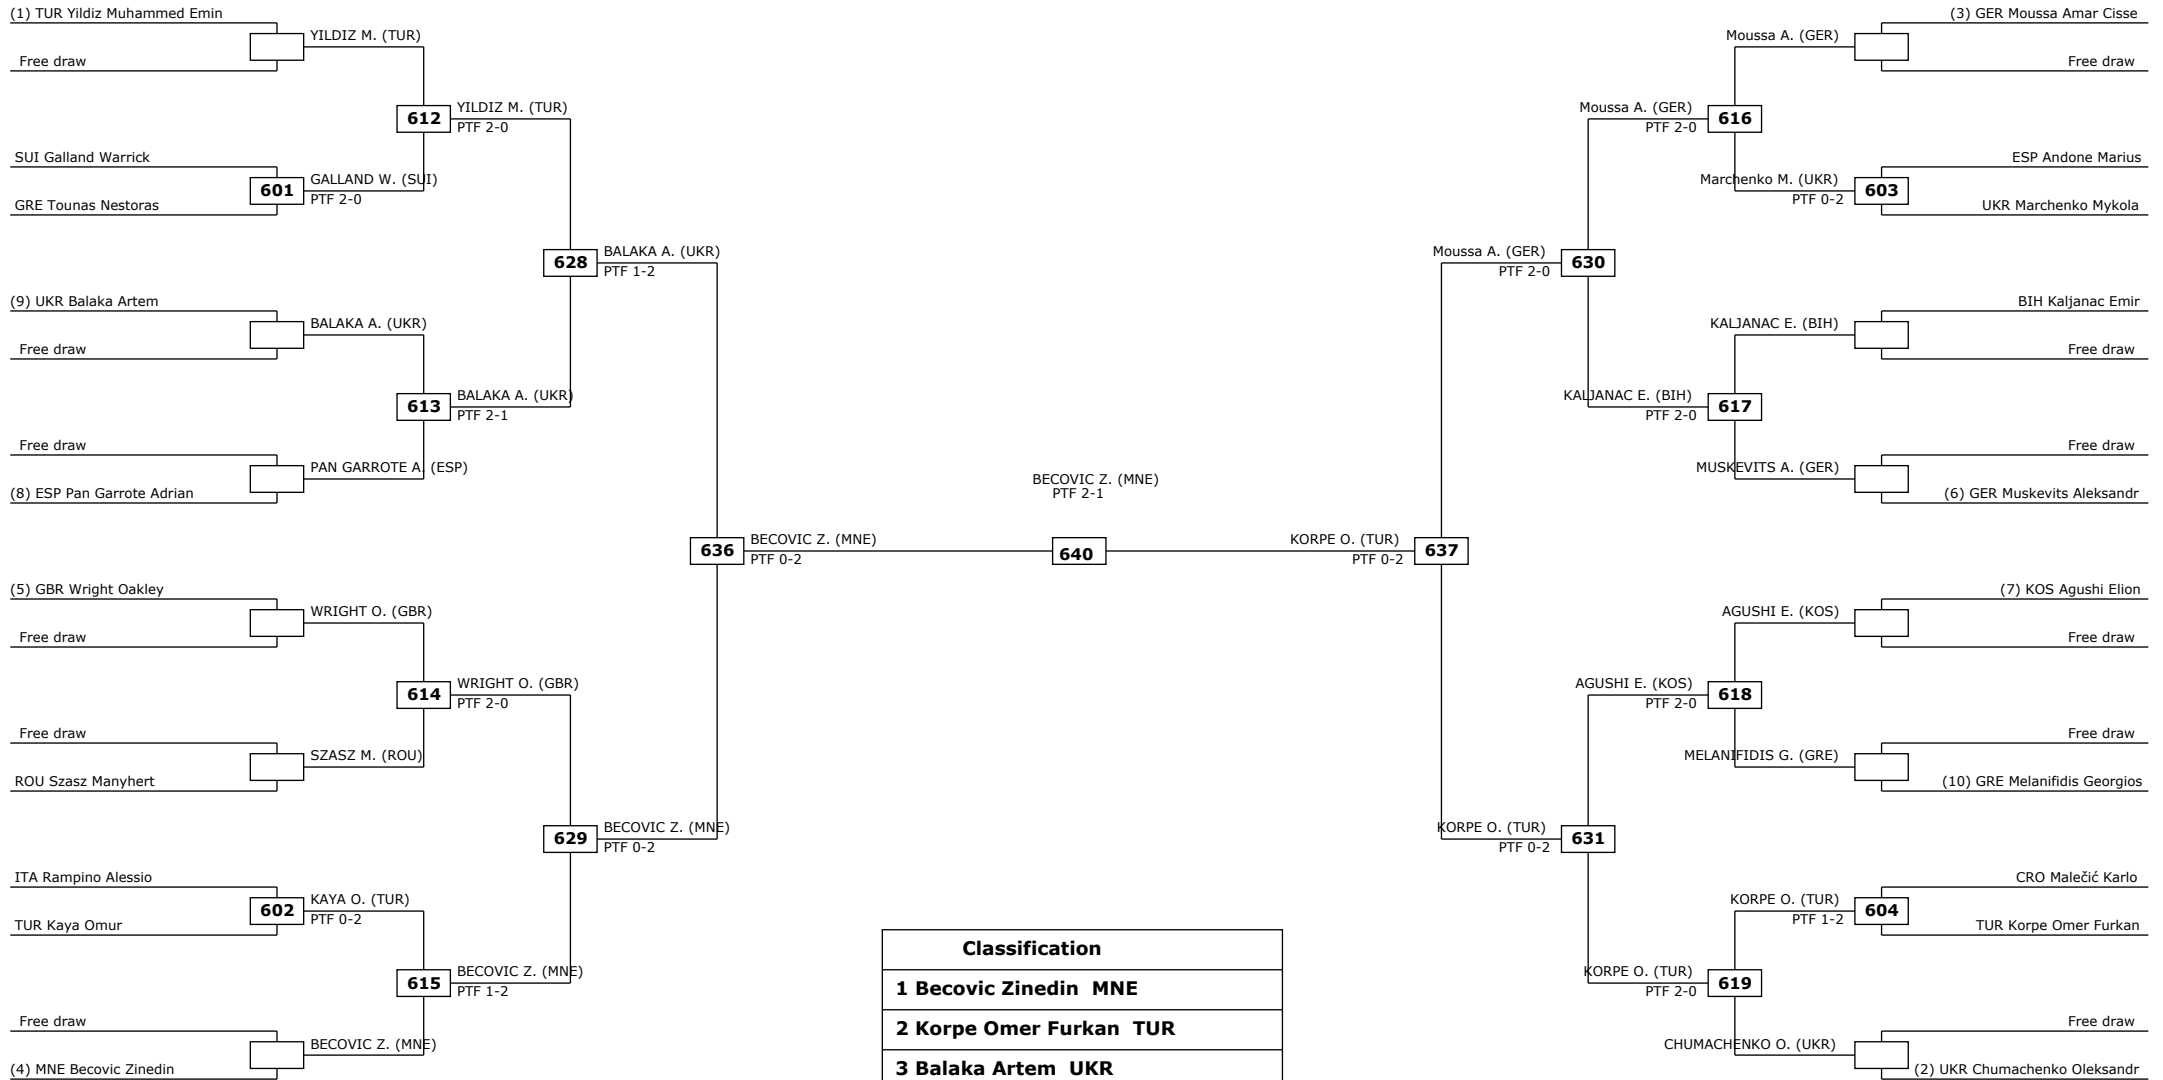 (1) TUR Yildiz Muhammed Emin
YILDIZ M. (TUR)
Free draw
612
YILDIZ M. (TUR)
PTF 2-0
SUI Galland Warrick
601
GALLAND W. (SUI)
PTF 2-0
GRE Tounas Nestoras
628
BALAKA A. (UKR)
PTF 1-2
(9) UKR Balaka Artem
BALAKA A. (UKR)
Free draw
613
BALAKA A. (UKR)
PTF 2-1
Free draw
PAN GARROTE A. (ESP)
(8) ESP Pan Garrote Adrian
636
BECOVIC Z. (MNE)
PTF 0-2
(5) GBR Wright Oakley
WRIGHT O. (GBR)
Free draw
614
WRIGHT O. (GBR)
PTF 2-0
Free draw
SZASZ M. (ROU)
ROU Szasz Manyhert
629
BECOVIC Z. (MNE)
PTF 0-2
ITA Rampino Alessio
602
KAYA O. (TUR)
PTF 0-2
TUR Kaya Omur
615
BECOVIC Z. (MNE)
PTF 1-2
Free draw
BECOVIC Z. (MNE)
(4) MNE Becovic Zinedin
BECOVIC Z. (MNE)
PTF 2-1
640
(3) GER Moussa Amar Cisse
Moussa A. (GER)
Free draw
Moussa A. (GER)
PTF 2-0
616
ESP Andone Marius
Marchenko M. (UKR)
PTF 0-2
603
UKR Marchenko Mykola
Moussa A. (GER)
PTF 2-0
630
BIH Kaljanac Emir
KALJANAC E. (BIH)
Free draw
KALJANAC E. (BIH)
PTF 2-0
617
Free draw
MUSKEVITS A. (GER)
(6) GER Muskevits Aleksandr
KORPE O. (TUR)
PTF 0-2
637
(7) KOS Agushi Elion
AGUSHI E. (KOS)
Free draw
AGUSHI E. (KOS)
PTF 2-0
618
Free draw
MELANIFIDIS G. (GRE)
(10) GRE Melanifidis Georgios
KORPE O. (TUR)
PTF 0-2
631
CRO Malečić Karlo
KORPE O. (TUR)
PTF 1-2
604
TUR Korpe Omer Furkan
KORPE O. (TUR)
PTF 2-0
619
Free draw
CHUMACHENKO O. (UKR)
(2) UKR Chumachenko Oleksandr
Classification
1 Becovic Zinedin MNE
2 Korpe Omer Furkan TUR
3 Balaka Artem UKR